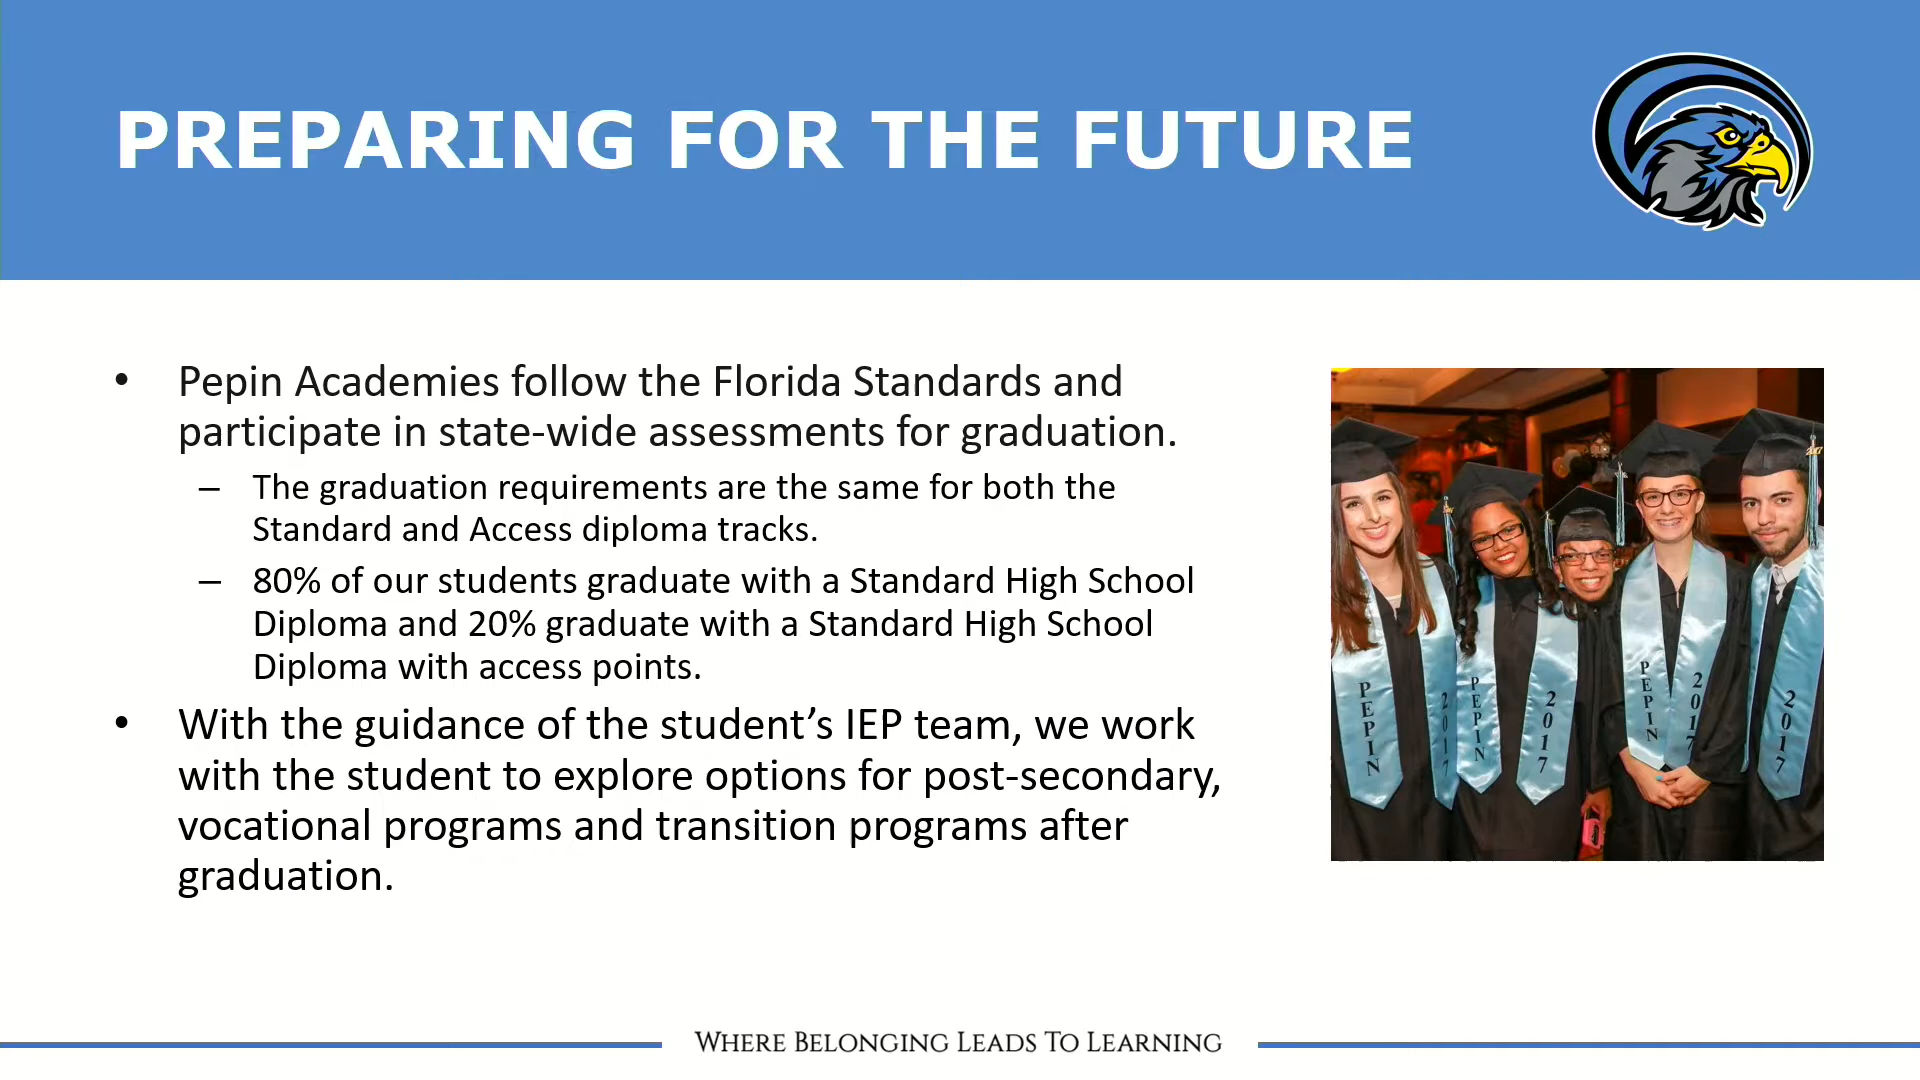 PREPARING FOR THE FUTURE
• Pepin Academies follow the Florida Standards and
participate in state-wide assessments for graduation.
– The graduation requirements are the same for both the
Standard and Access diploma tracks.
– 80% of our students graduate with a Standard High School
Diploma and 20% graduate with a Standard High School
Diploma with access points.
• With the guidance of the student’s IEP team, we work
with the student to explore options for post-secondary,
vocational programs and transition programs after
graduation.
PEPIN
2017
PEPIN
2017
PEPIN
2017
2017
WHERE BELONGING LEADS TO LEARNING